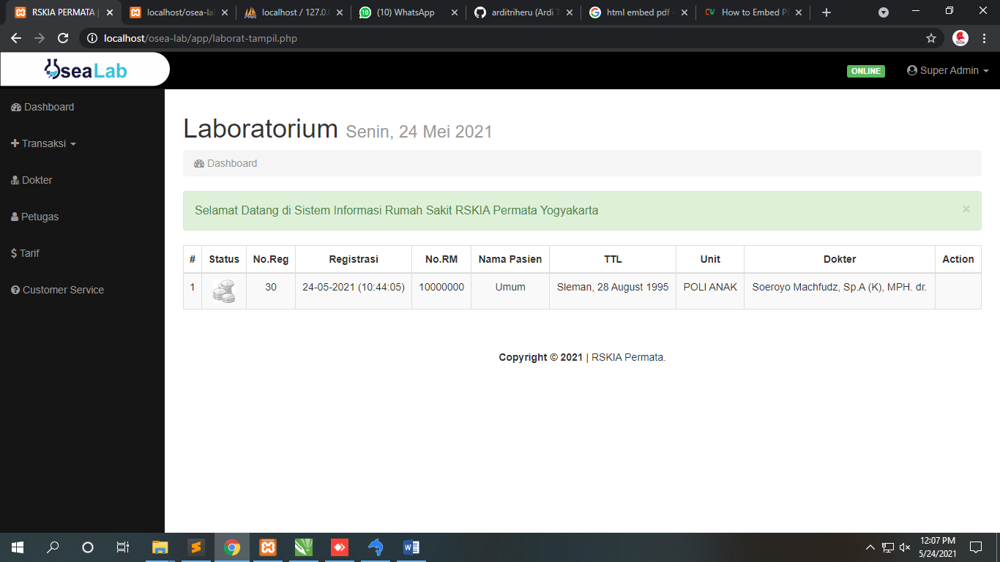 RSKIA PERMATA |
localhost/osea-la
localhost / 127.0.
(10) WhatsApp
arditriheru (Ardi T
html embed pdf -
CW How to Embed P
localhost/osea-lab/app/laborat-tampil.php
OseaLab
ONLINE
Super Admin
Dashboard
Transaksi
Dokter
Petugas
$ Tarif
Customer Service
Laboratorium Senin, 24 Mei 2021
Dashboard
Selamat Datang di Sistem Informasi Rumah Sakit RSKIA Permata Yogyakarta ×
# Status No.Reg Registrasi No.RM Nama Pasien TTL Unit Dokter Action
1 30 24-05-2021 (10:44:05) 10000000 Umum Sleman, 28 August 1995 POLI ANAK Soeroyo Machfudz, Sp.A (K), MPH. dr.
Copyright © 2021 | RSKIA Permata.
12:07 PM
5/24/2021